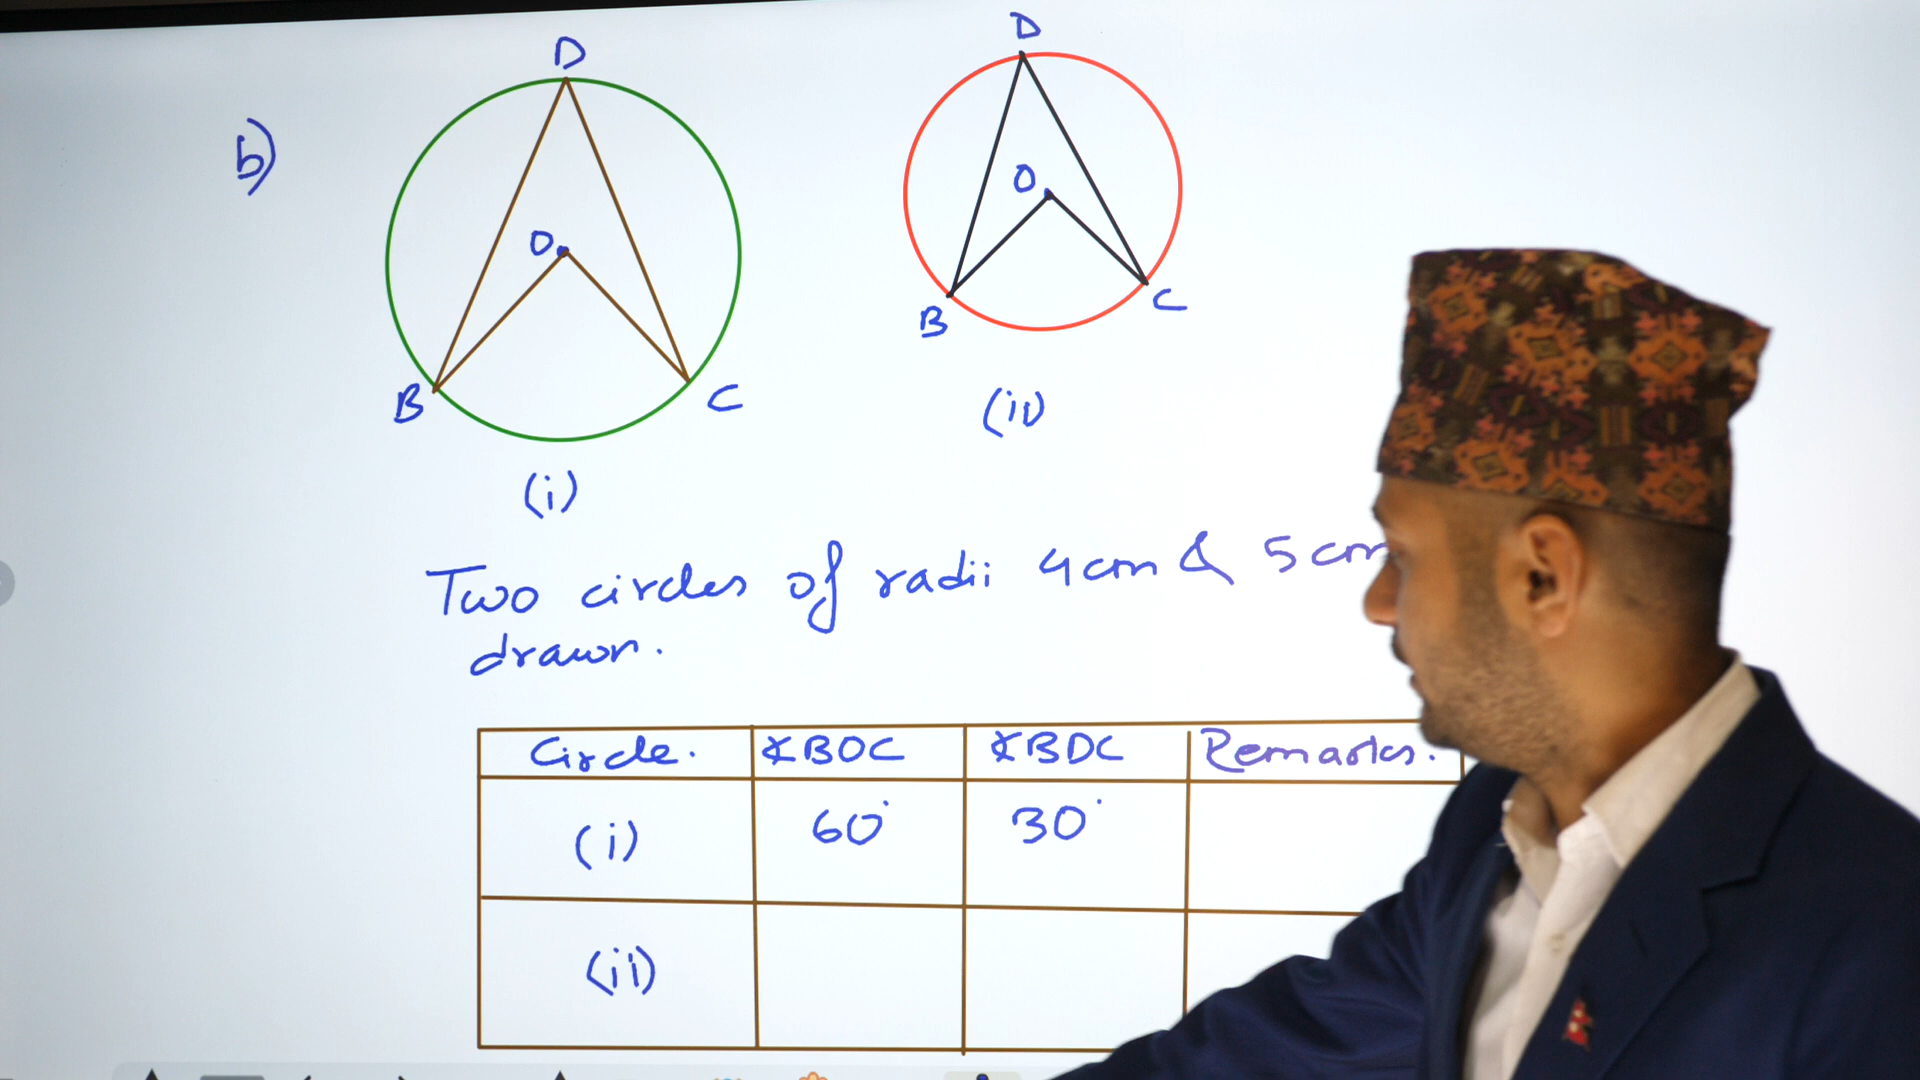 b)
D
O
B
C
(i)
D
O
B
C
(ii)
Two circles of radii 4cm & 5cm
drawn.
Circle. ∡BOC ∡BDC Remarks.
(i) 60° 30°
(ii)